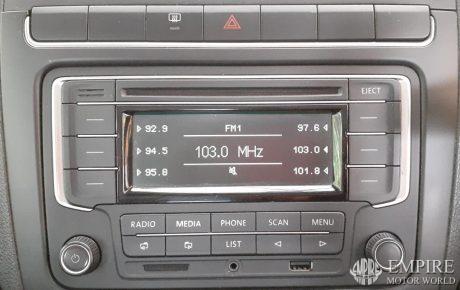 EJECT
92.9 FM1 97.6
94.5 103.0 MHz 103.0
95.8 101.8
RADIO MEDIA PHONE SCAN MENU
LIST
EMPIRE
MOTOR WORLD